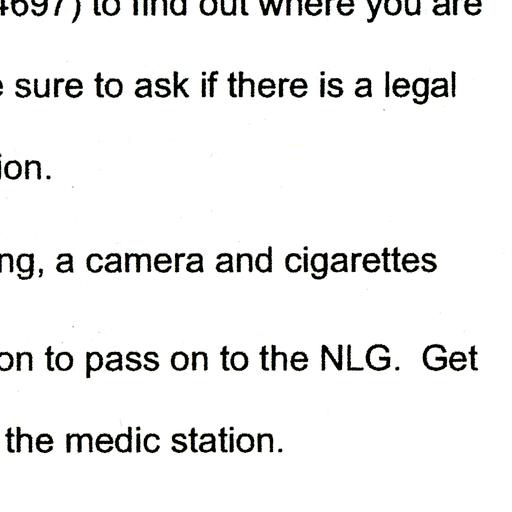 4697) to find out where you are
sure to ask if there is a legal
ion.
ng, a camera and cigarettes
on to pass on to the NLG.  Get
the medic station.